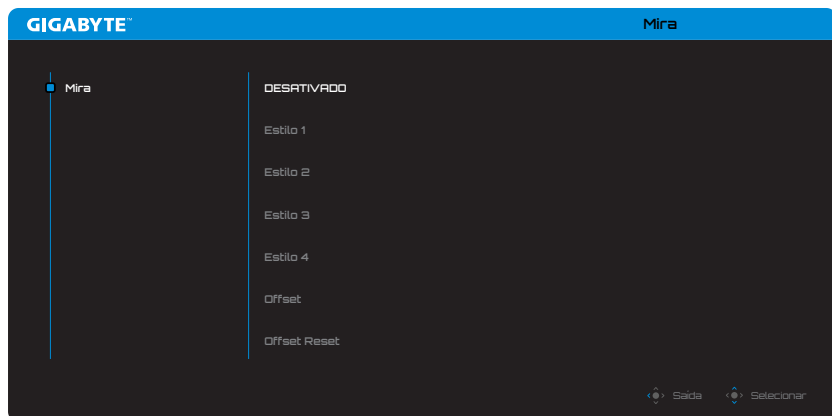 GIGABYTE™
Mira
Mira
DESATIVADO
Estilo 1
Estilo 2
Estilo 3
Estilo 4
Offset
Offset Reset
Saída Selecionar